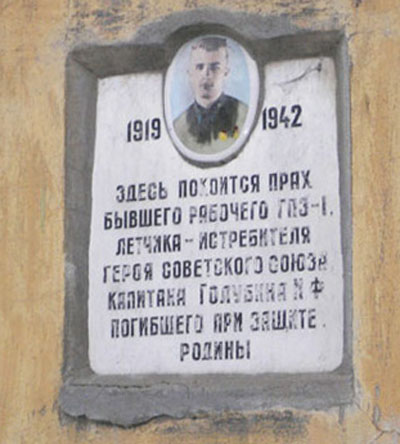 1919 1942
ЗДЕСЬ ПОКОИТСЯ ПРАХ
БЫВШЕГО РАБОЧЕГО ГПЗ-1,
ЛЕТЧИКА-ИСТРЕБИТЕЛЯ
ГЕРОЯ СОВЕТСКОГО СОЮЗА
КАПИТАНА ГОЛУБИНА И Ф
ПОГИБШЕГО ПРИ ЗАЩИТЕ
РОДИНЫ